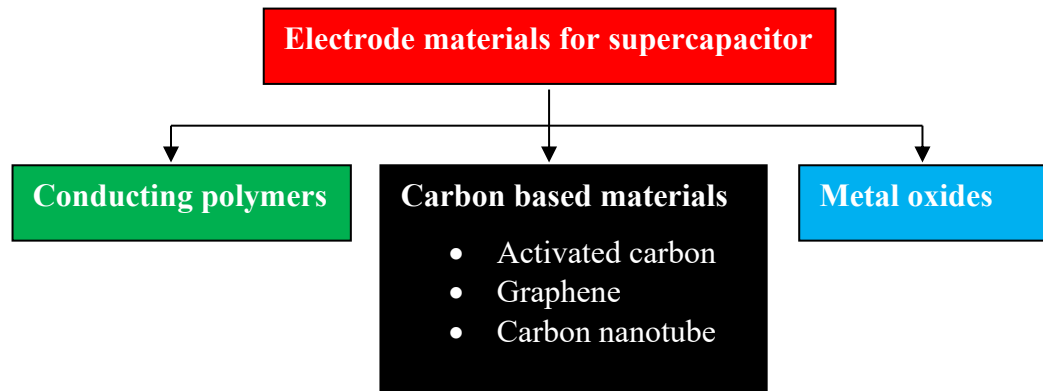 Electrode materials for supercapacitor
Conducting polymers
Carbon based materials
• Activated carbon
• Graphene
• Carbon nanotube
Metal oxides